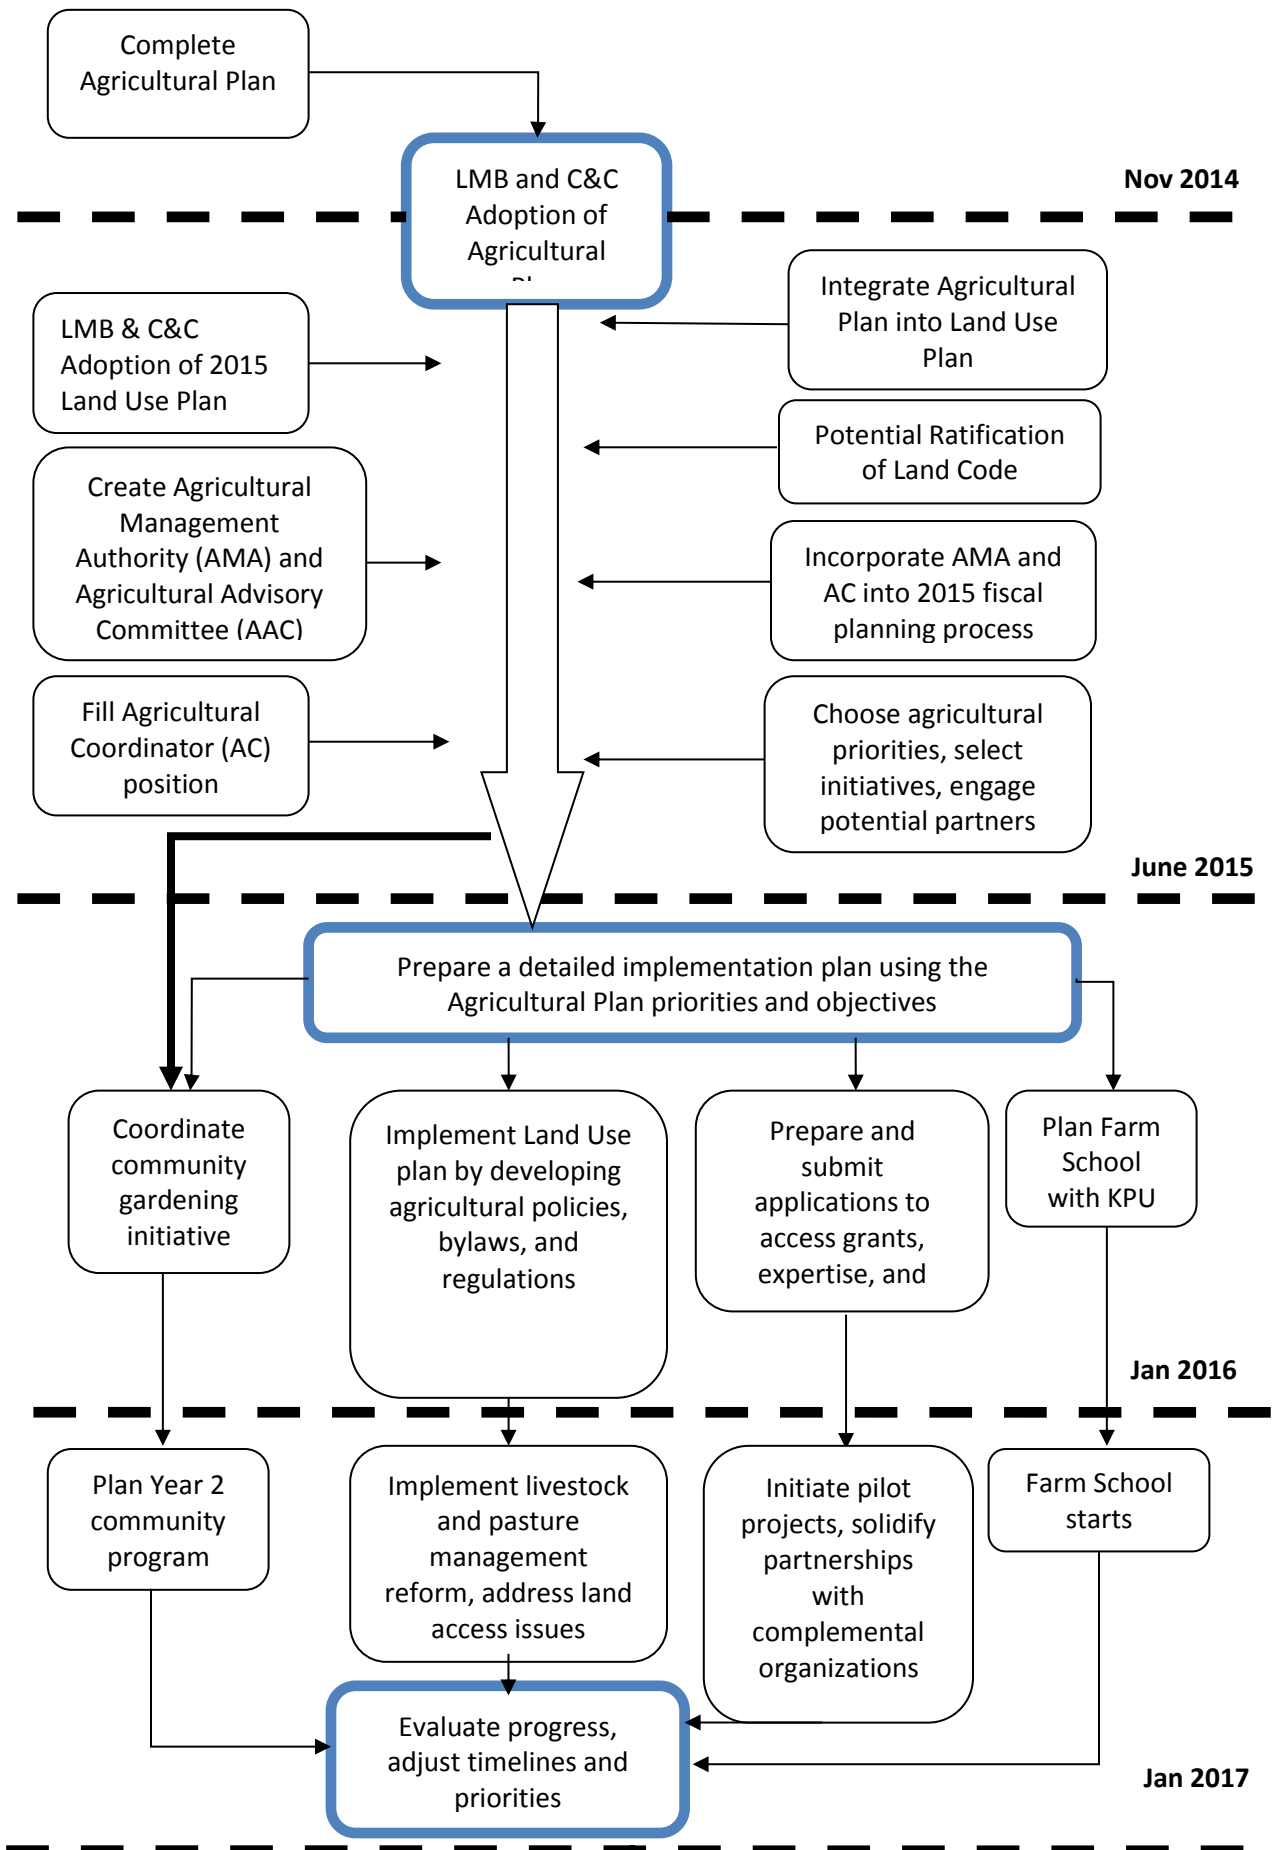 Complete
Agricultural Plan
LMB and C&C
Adoption of
Agricultural
Nov 2014
Integrate Agricultural
Plan into Land Use
Plan
LMB & C&C
Adoption of 2015
Land Use Plan
Potential Ratification
of Land Code
Create Agricultural
Management
Authority (AMA) and
Agricultural Advisory
Committee (AAC)
Incorporate AMA and
AC into 2015 fiscal
planning process
Fill Agricultural
Coordinator (AC)
position
Choose agricultural
priorities, select
initiatives, engage
potential partners
June 2015
Prepare a detailed implementation plan using the
Agricultural Plan priorities and objectives
Coordinate
community
gardening
initiative
Implement Land Use
plan by developing
agricultural policies,
bylaws, and
regulations
Prepare and
submit
applications to
access grants,
expertise, and
Plan Farm
School
with KPU
Jan 2016
Plan Year 2
community
program
Implement livestock
and pasture
management
reform, address land
access issues
Initiate pilot
projects, solidify
partnerships
with
complemental
organizations
Farm School
starts
Evaluate progress,
adjust timelines and
priorities
Jan 2017